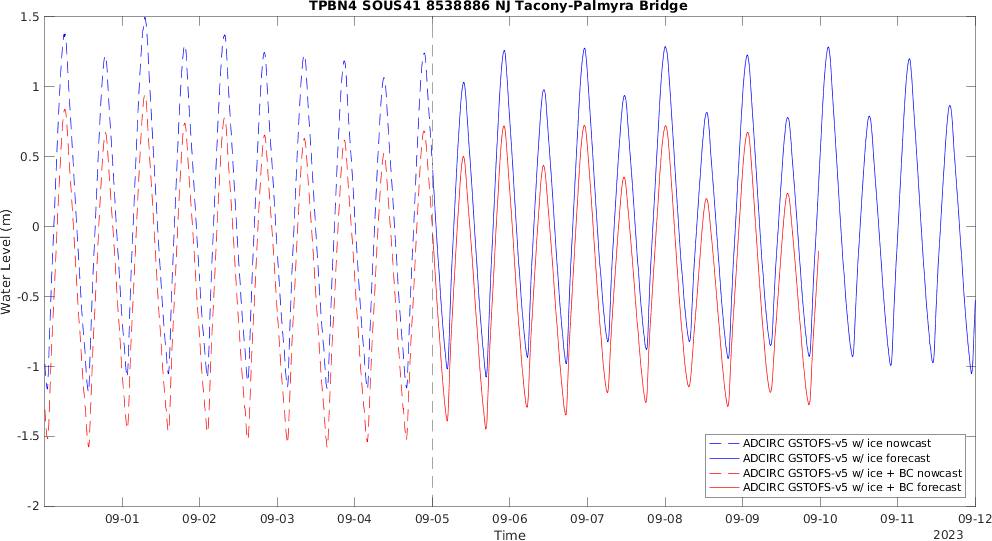 TPBN4 SOUS41 8538886 NJ Tacony-Palmyra Bridge
1.5
1
0.5
0
-0.5
-1
-1.5
-2
Water Level (m)
09-01 09-02 09-03 09-04 09-05 09-06 09-07 09-08 09-09 09-10 09-11 09-12
Time
2023
ADCIRC GSTOFS-v5 w/ ice nowcast
ADCIRC GSTOFS-v5 w/ ice forecast
ADCIRC GSTOFS-v5 w/ ice + BC nowcast
ADCIRC GSTOFS-v5 w/ ice + BC forecast